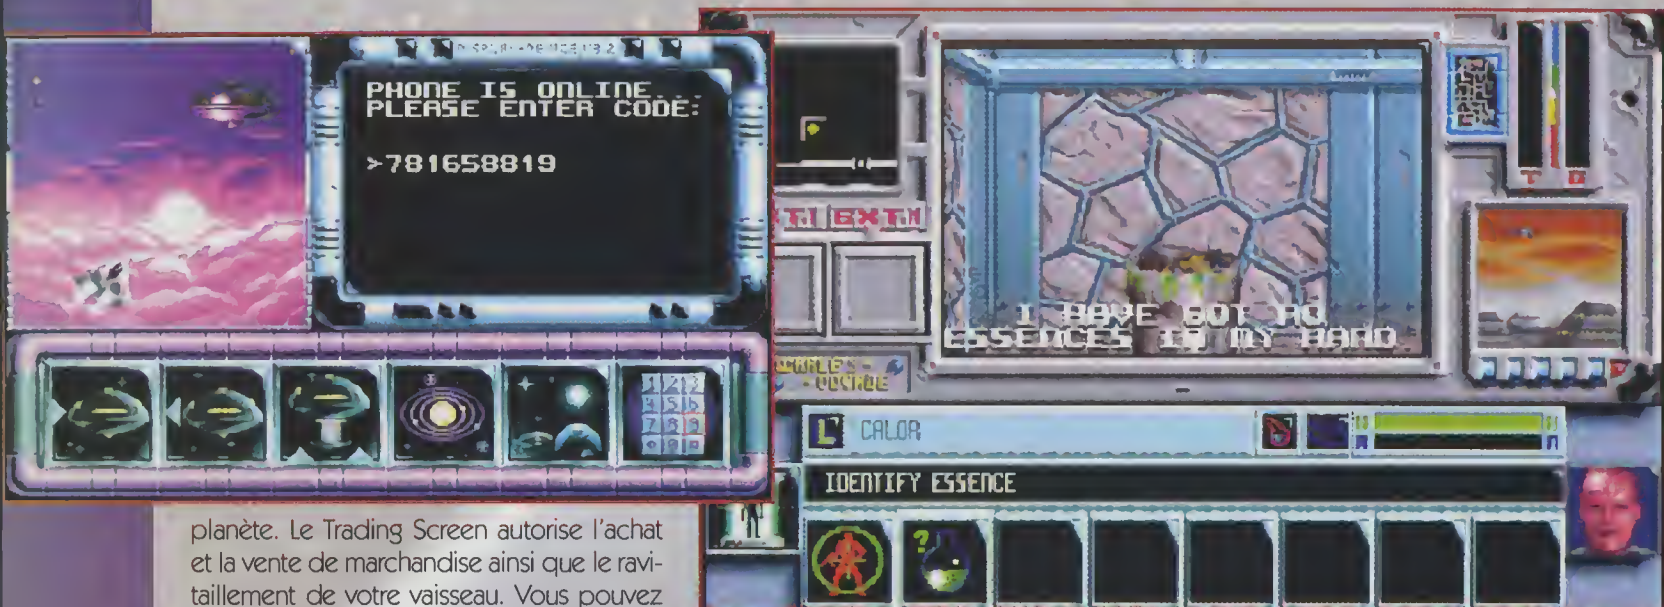 PHONE IS ONLINE...
PLEASE ENTER CODE:
>781658819
EXT.
I HAVE GOT NO
ESSENCES IN MY HAND
T D
L CALOR
IDENTIFY ESSENCE
?
planète. Le Trading Screen autorise l'achat
et la vente de marchandise ainsi que le ravi-
taillement de votre vaisseau. Vous pouvez